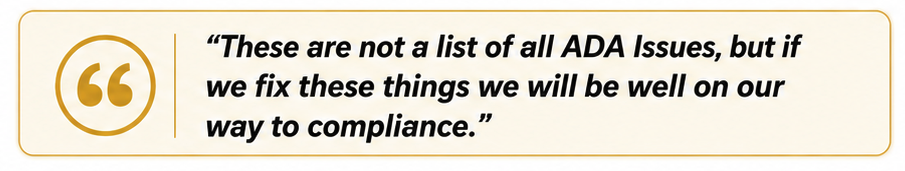 “These are not a list of all ADA Issues, but if
we fix these things we will be well on our
way to compliance.”